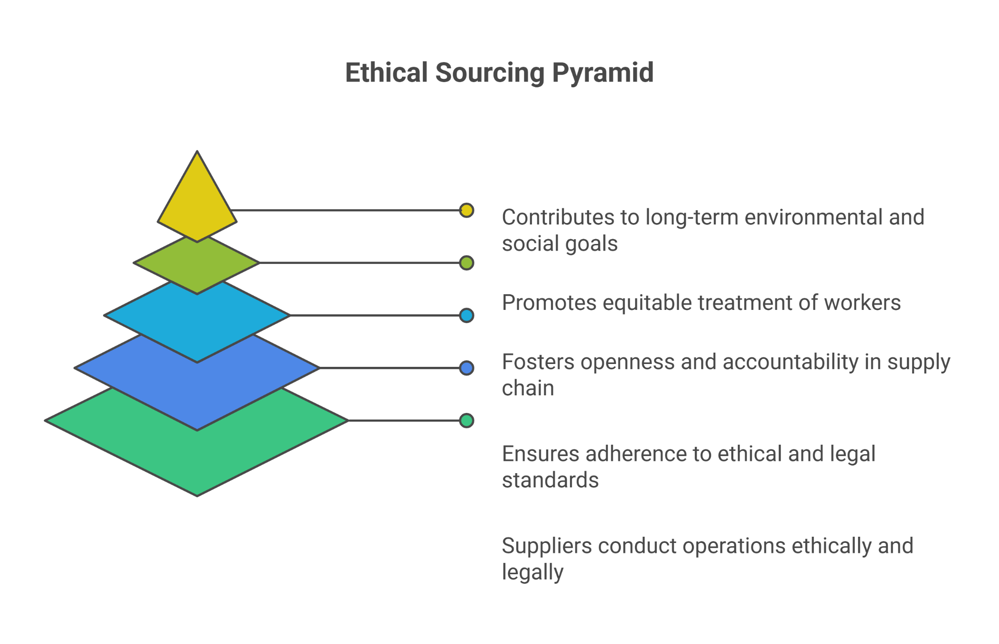 Ethical Sourcing Pyramid
Contributes to long-term environmental and
social goals
Promotes equitable treatment of workers
Fosters openness and accountability in supply
chain
Ensures adherence to ethical and legal
standards
Suppliers conduct operations ethically and
legally